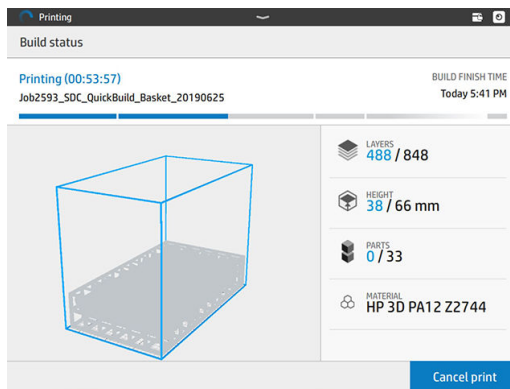 Printing
Build status
Printing (00:53:57)
Job2593_SDC_QuickBuild_Basket_20190625
BUILD FINISH TIME
Today 5:41 PM
LAYERS
488 / 848
HEIGHT
38 / 66 mm
PARTS
0 / 33
MATERIAL
HP 3D PA12 Z2744
Cancel print